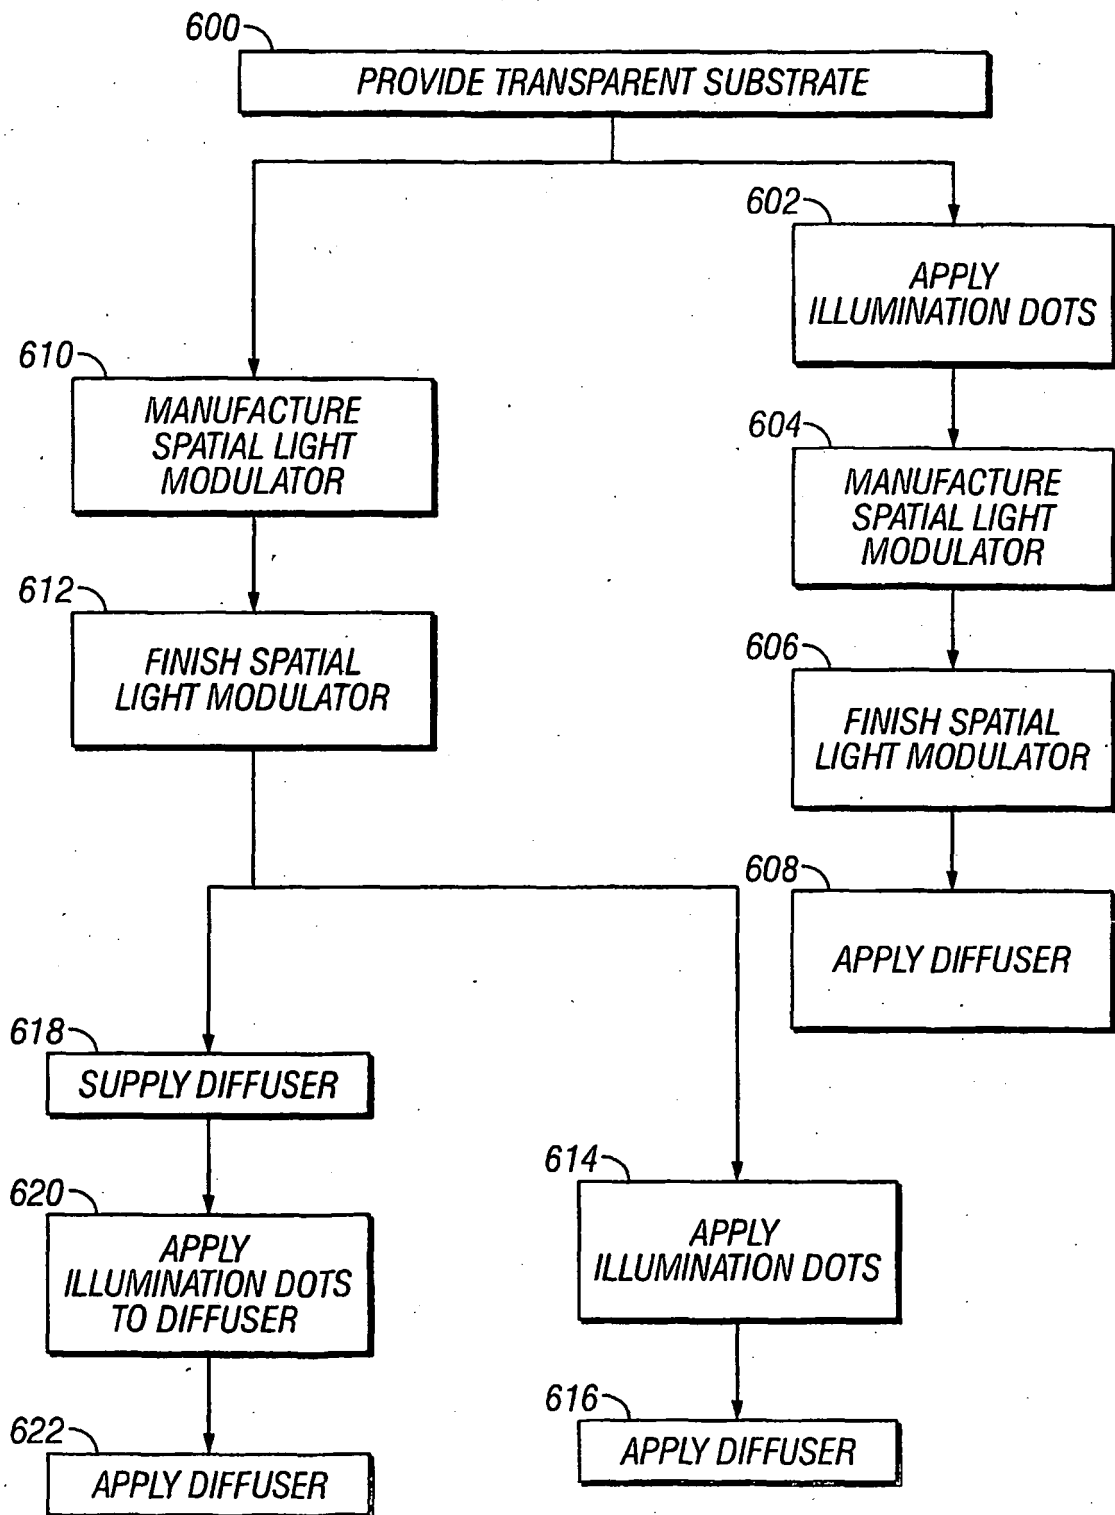 600
PROVIDE TRANSPARENT SUBSTRATE
602
APPLY
ILLUMINATION DOTS
610
MANUFACTURE
SPATIAL LIGHT
MODULATOR
604
MANUFACTURE
SPATIAL LIGHT
MODULATOR
612
FINISH SPATIAL
LIGHT MODULATOR
606
FINISH SPATIAL
LIGHT MODULATOR
608
APPLY DIFFUSER
618
SUPPLY DIFFUSER
614
APPLY
ILLUMINATION DOTS
620
APPLY
ILLUMINATION DOTS
TO DIFFUSER
616
APPLY DIFFUSER
622
APPLY DIFFUSER